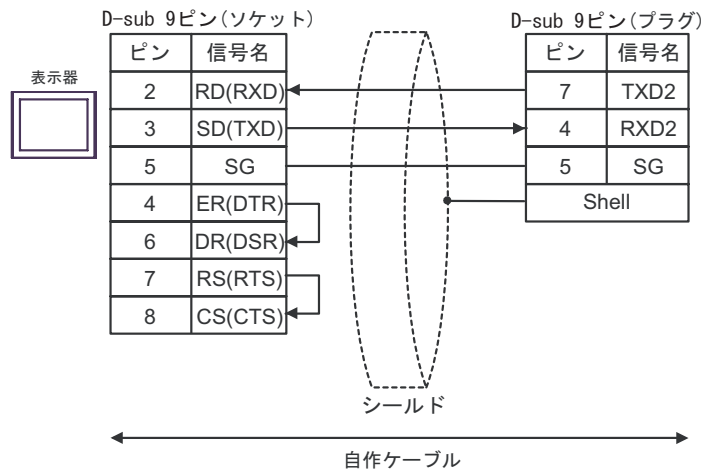 D-sub 9ピン(ソケット)
D-sub 9ピン(プラグ)
表示器
ピン 信号名
2 RD(RXD)
3 SD(TXD)
5 SG
4 ER(DTR)
6 DR(DSR)
7 RS(RTS)
8 CS(CTS)
ピン 信号名
7 TXD2
4 RXD2
5 SG
Shell
シールド
自作ケーブル